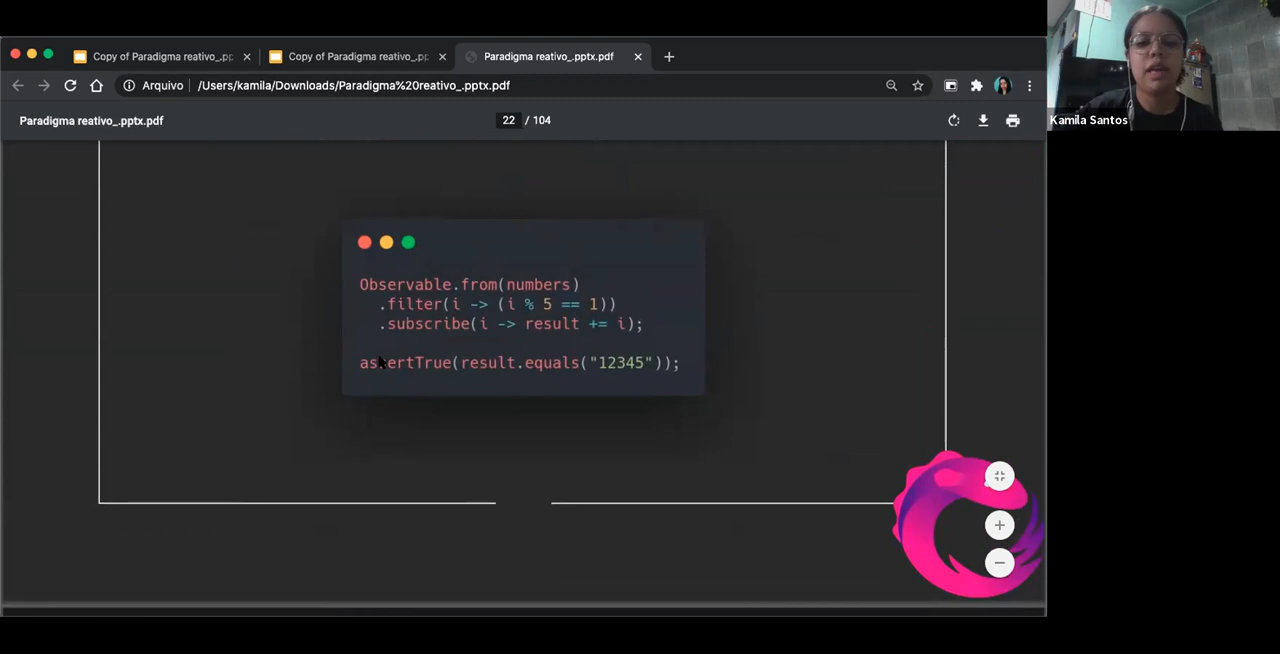 Copy of Paradigma reativo_.pp
Copy of Paradigma reativo_.pp
Paradigma reativo_.pptx.pdf
Arquivo
/Users/kamila/Downloads/Paradigma%20reativo_.pptx.pdf
Paradigma reativo_.pptx.pdf
22 / 104
Kamila Santos
Observable.from(numbers)
.filter(i -> (i % 5 == 1))
.subscribe(i -> result += i);
assertTrue(result.equals("12345"));